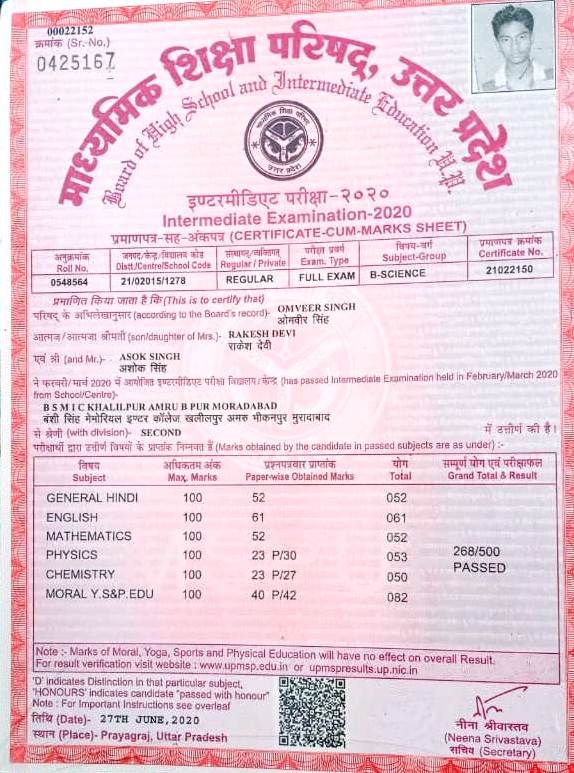 00022152
क्रमांक (Sr.-No.)
0425167
माध्यमिक शिक्षा परिषद्, उत्तर प्रदेश
Board of High School and Intermediate Education U.P.
माध्यमिक शिक्षा परिषद
उत्तर प्रदेश
इण्टरमीडिएट परीक्षा-२०२०
Intermediate Examination-2020
प्रमाणपत्र-सह-अंकपत्र (CERTIFICATE-CUM-MARKS SHEET)
अनुक्रमांक जनपद/केन्द्र/विद्यालय कोड संस्थागत/व्यक्तिगत परीक्षा प्रवर्ग विषय-वर्ग प्रमाणपत्र क्रमांक
Roll No. Distt./Centre/School Code Regular / Private Exam. Type Subject-Group Certificate No.
0548564 21/02015/1278 REGULAR FULL EXAM B-SCIENCE 21022150
प्रमाणित किया जाता है कि(This is to certify that)
परिषद् के अभिलेखानुसार (according to the Board's record)- OMVEER SINGH
ओमवीर सिंह
आत्मज/आत्मजा श्रीमती (son/daughter of Mrs.)- RAKESH DEVI
राकेश देवी
एवं श्री (and Mr.)- ASOK SINGH
अशोक सिंह
ने फरवरी/मार्च 2020 में आयोजित इण्टरमीडिएट परीक्षा विद्यालय/केन्द्र (has passed Intermediate Examination held in February/March 2020
from School/Centre)-
B S M I C KHALILPUR AMRU B PUR MORADABAD
बंशी सिंह मेमोरियल इण्टर कॉलेज खलीलपुर अमरु भीकनपुर मुरादाबाद
से श्रेणी (with division)- SECOND में उत्तीर्ण की है।
परीक्षार्थी द्वारा उत्तीर्ण विषयों के प्राप्तांक निम्नवत हैं (Marks obtained by the candidate in passed subjects are as under) :-
विषय अधिकतम अंक प्रश्नपत्रवार प्राप्तांक योग सम्पूर्ण योग एवं परीक्षाफल
Subject Max. Marks Paper-wise Obtained Marks Total Grand Total & Result
GENERAL HINDI 100 52 052
ENGLISH 100 61 061
MATHEMATICS 100 52 052
PHYSICS 100 23 P/30 053 268/500
CHEMISTRY 100 23 P/27 050 PASSED
MORAL Y.S&P.EDU 100 40 P/42 082
Note :- Marks of Moral, Yoga, Sports and Physical Education will have no effect on overall Result.
For result verification visit website : www.upmsp.edu.in or upmspresults.up.nic.in
'D' indicates Distinction in that particular subject,
'HONOURS' indicates candidate "passed with honour"
Note : For Important Instructions see overleaf
तिथि (Date)- 27TH JUNE, 2020
स्थान (Place)- Prayagraj, Uttar Pradesh
नीना श्रीवास्तव
(Neena Srivastava)
सचिव (Secretary)